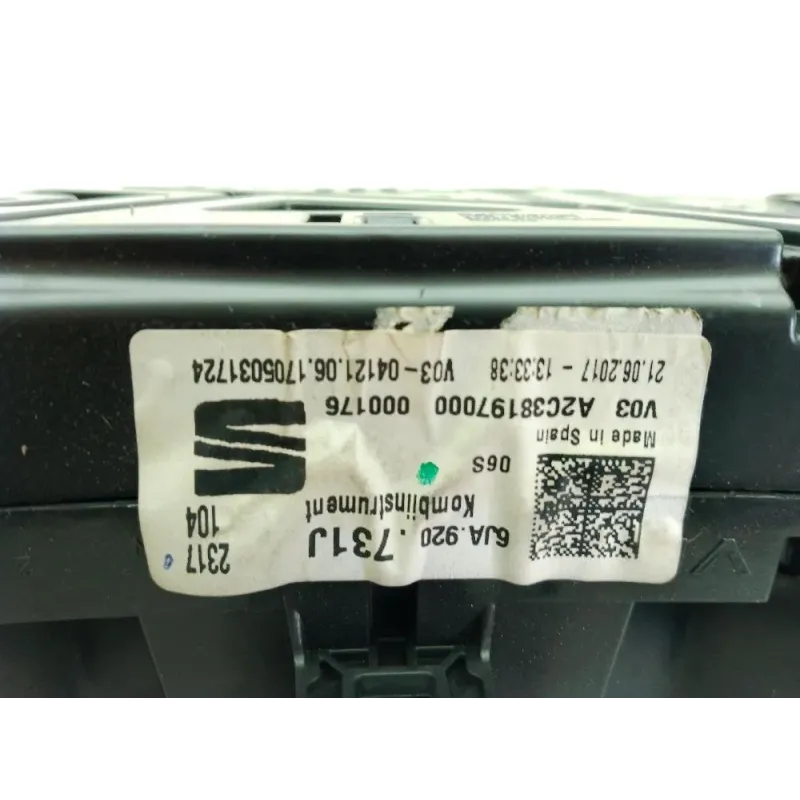 6JA.920 .731J
Kombiinstrument
2317
104
06S
Made in Spain
V03 A2C38197000 000176
21.06.2017 - 13:33:38 V03-04121.06.1705031724